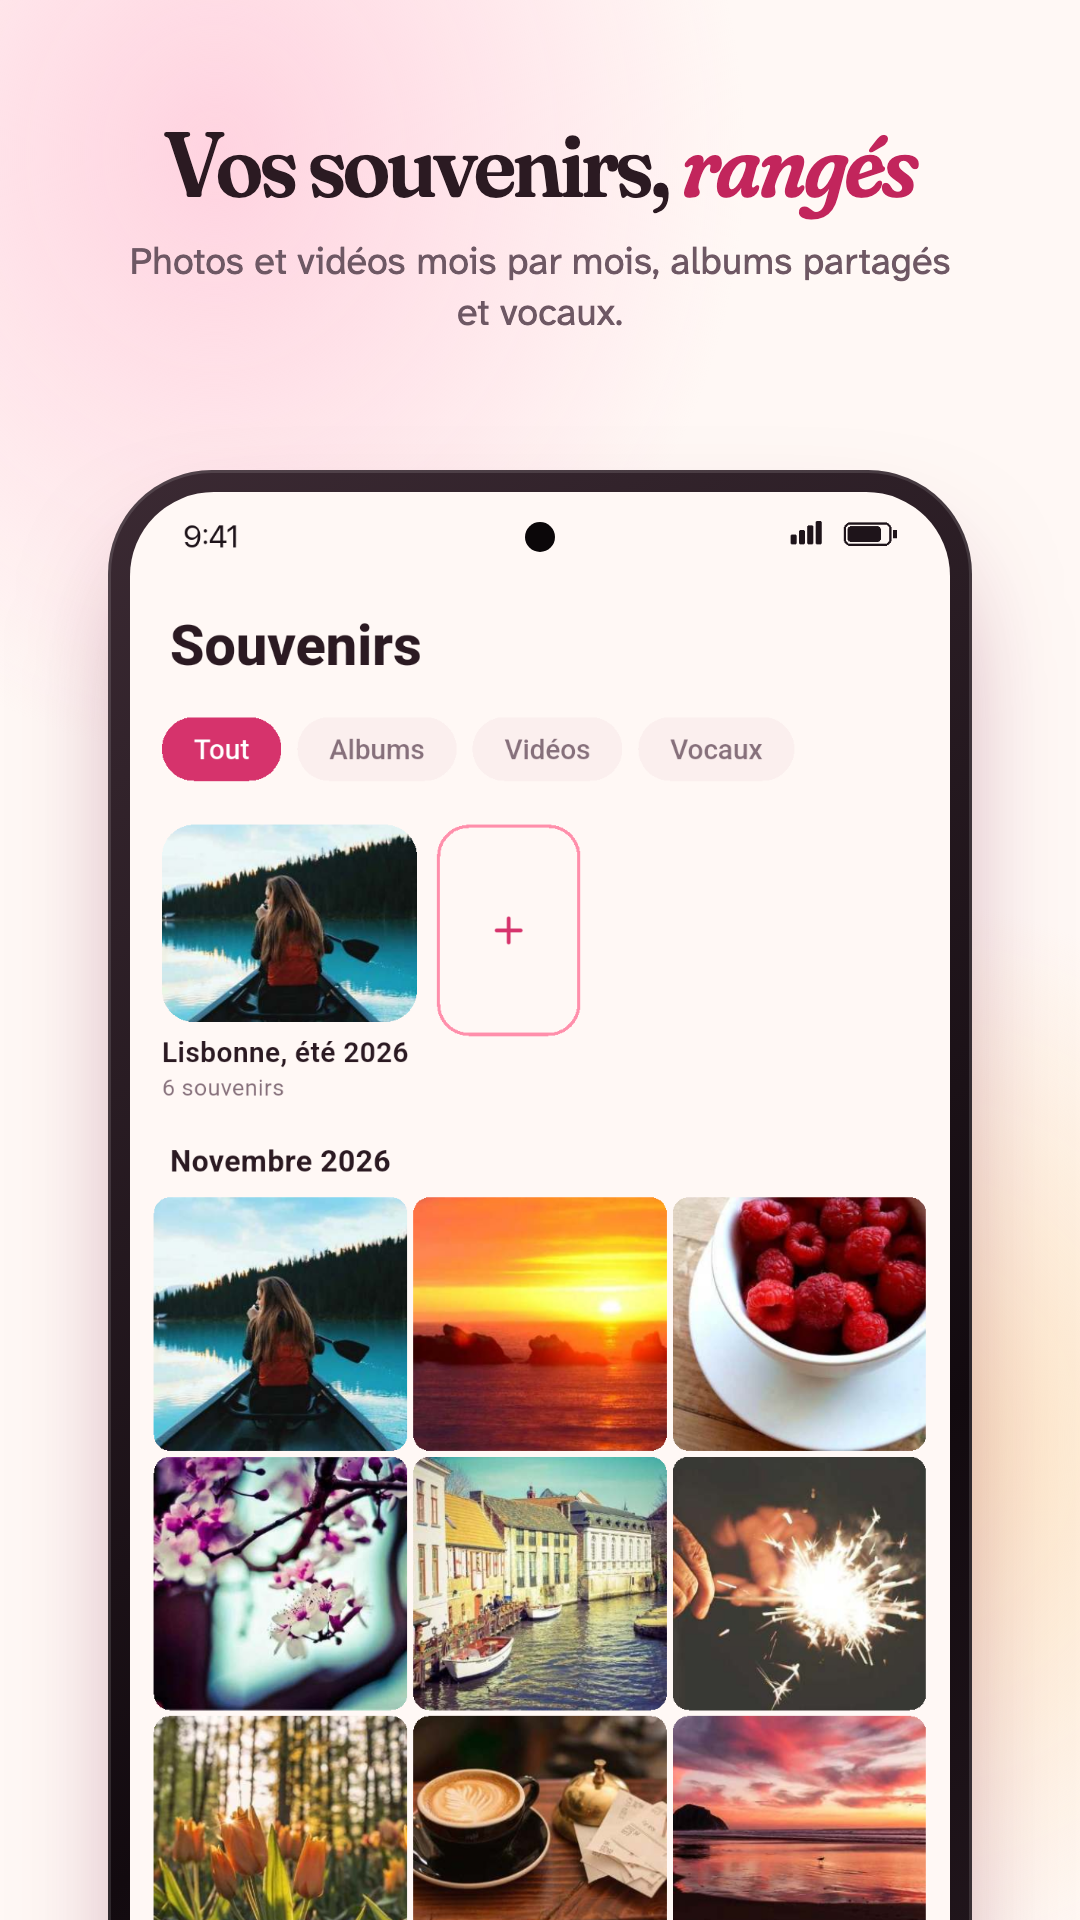 Vos souvenirs, rangés
Photos et vidéos mois par mois, albums partagés
et vocaux.
9:41
Souvenirs
Tout
Albums
Vidéos
Vocaux
+
Lisbonne, été 2026
6 souvenirs
Novembre 2026